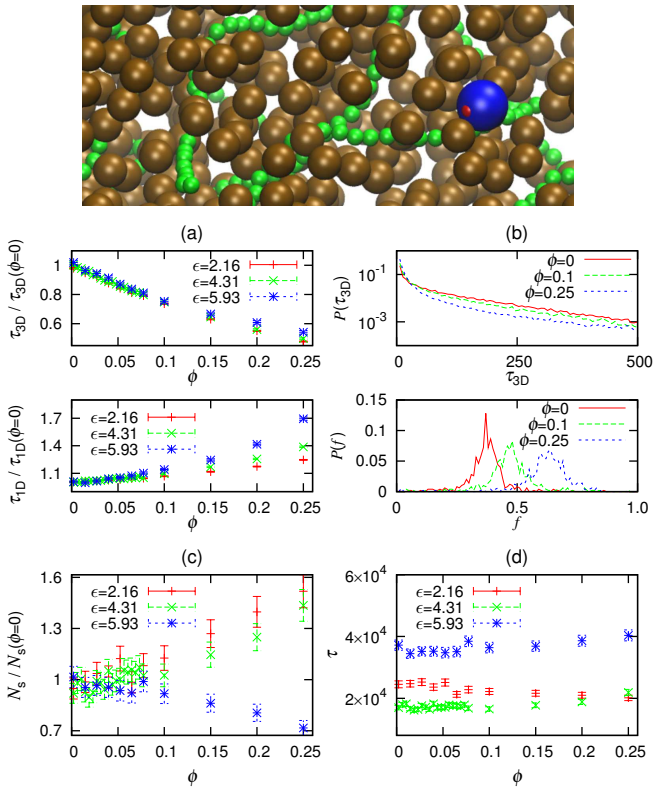 (a)
τ3D / τ3D(ϕ=0)
1
0.8
0.6
ϵ=2.16
ϵ=4.31
ϵ=5.93
0 0.05 0.1 0.15 0.2 0.25
ϕ
τ1D / τ1D(ϕ=0)
1.7
1.4
1.1
ϵ=2.16
ϵ=4.31
ϵ=5.93
0 0.05 0.1 0.15 0.2 0.25
ϕ
(b)
P(τ3D)
10-1
10-3
ϕ=0
ϕ=0.1
ϕ=0.25
0 250 500
τ3D
P(f)
0.15
0.10
0.05
0
ϕ=0
ϕ=0.1
ϕ=0.25
0 0.5 1.0
f
(c)
Ns / Ns(ϕ=0)
1.6
1.3
1
0.7
ϵ=2.16
ϵ=4.31
ϵ=5.93
0 0.05 0.1 0.15 0.2 0.25
ϕ
(d)
τ
6×10⁴
4×10⁴
2×10⁴
ϵ=2.16
ϵ=4.31
ϵ=5.93
0 0.05 0.1 0.15 0.2 0.25
ϕ